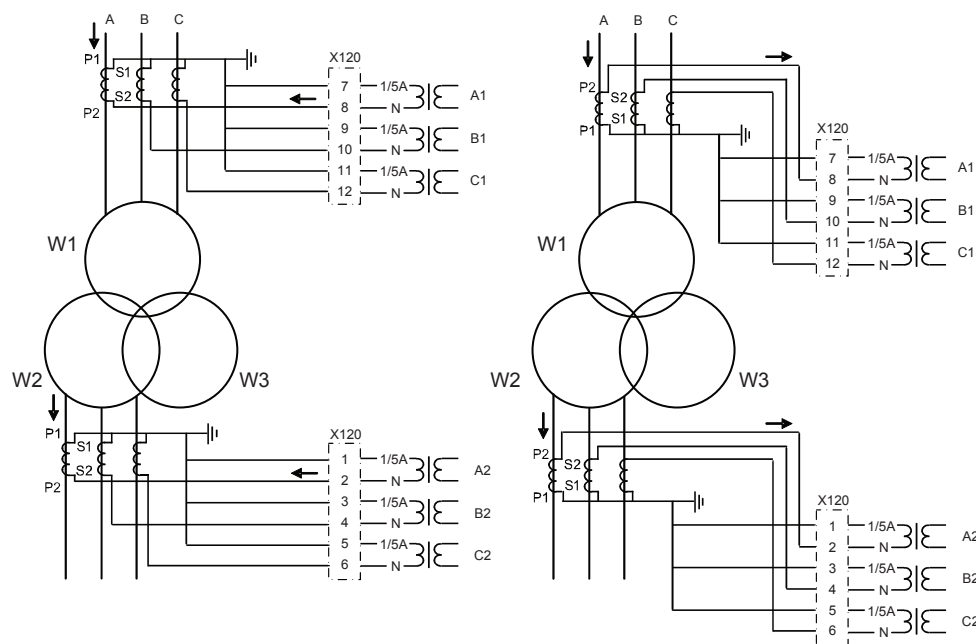 A B C
P1
S1
S2
P2
X120
7 1/5A
8 N
A1
9 1/5A
10 N
B1
11 1/5A
12 N
C1
W1
W2
W3
P1
S1
S2
P2
X120
1 1/5A
2 N
A2
3 1/5A
4 N
B2
5 1/5A
6 N
C2
A B C
P2
S2
S1
P1
X120
7 1/5A
8 N
A1
9 1/5A
10 N
B1
11 1/5A
12 N
C1
W1
W2
W3
P2
S2
S1
P1
X120
1 1/5A
2 N
A2
3 1/5A
4 N
B2
5 1/5A
6 N
C2